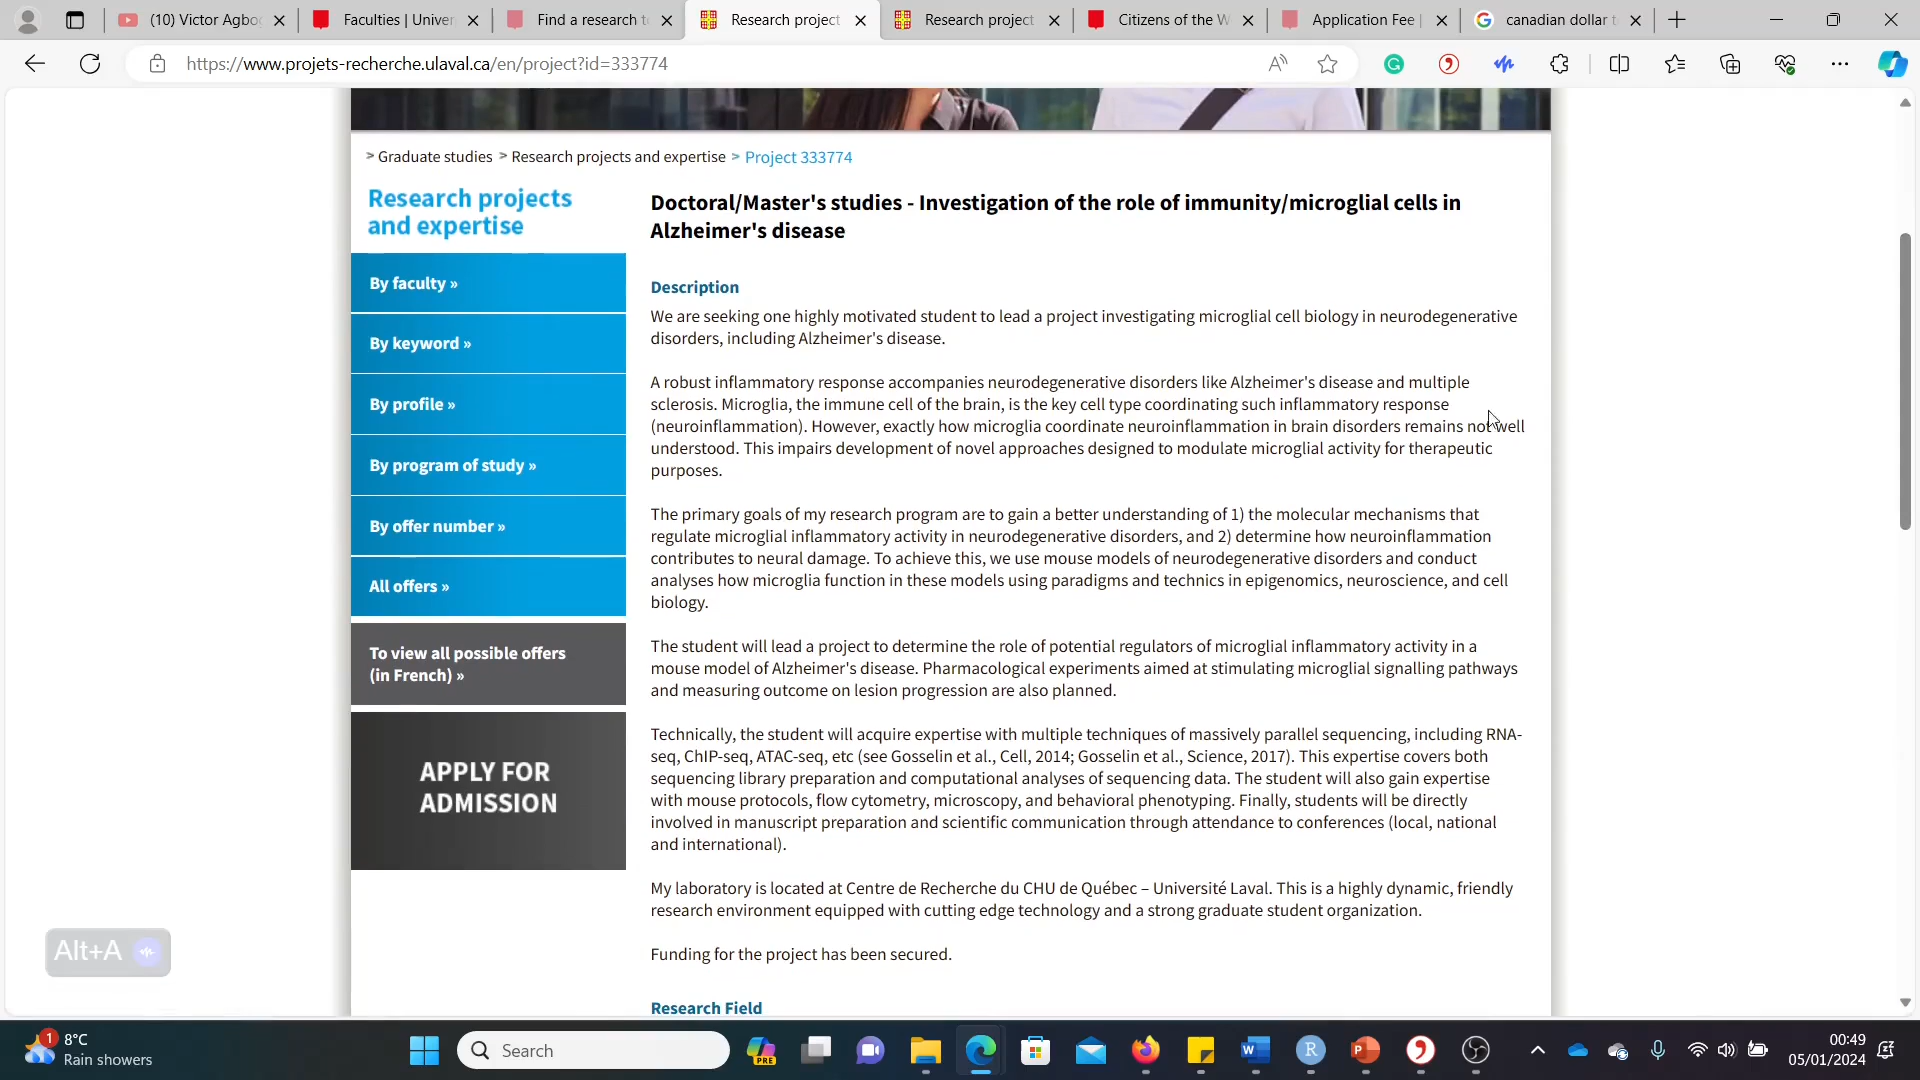 (10) Victor Agbo
Faculties | Univer
Find a research t
Research project
Research project
Citizens of the W
Application Fee |
canadian dollar t
https://www.projets-recherche.ulaval.ca/en/project?id=333774
> Graduate studies > Research projects and expertise > Project 333774
Research projects
and expertise
By faculty »
By keyword »
By profile »
By program of study »
By offer number »
All offers »
To view all possible offers
(in French) »
APPLY FOR
ADMISSION
Doctoral/Master's studies - Investigation of the role of immunity/microglial cells in
Alzheimer's disease
Description
We are seeking one highly motivated student to lead a project investigating microglial cell biology in neurodegenerative
disorders, including Alzheimer's disease.
A robust inflammatory response accompanies neurodegenerative disorders like Alzheimer's disease and multiple
sclerosis. Microglia, the immune cell of the brain, is the key cell type coordinating such inflammatory response
(neuroinflammation). However, exactly how microglia coordinate neuroinflammation in brain disorders remains not well
understood. This impairs development of novel approaches designed to modulate microglial activity for therapeutic
purposes.
The primary goals of my research program are to gain a better understanding of 1) the molecular mechanisms that
regulate microglial inflammatory activity in neurodegenerative disorders, and 2) determine how neuroinflammation
contributes to neural damage. To achieve this, we use mouse models of neurodegenerative disorders and conduct
analyses how microglia function in these models using paradigms and technics in epigenomics, neuroscience, and cell
biology.
The student will lead a project to determine the role of potential regulators of microglial inflammatory activity in a
mouse model of Alzheimer's disease. Pharmacological experiments aimed at stimulating microglial signalling pathways
and measuring outcome on lesion progression are also planned.
Technically, the student will acquire expertise with multiple techniques of massively parallel sequencing, including RNA-
seq, ChIP-seq, ATAC-seq, etc (see Gosselin et al., Cell, 2014; Gosselin et al., Science, 2017). This expertise covers both
sequencing library preparation and computational analyses of sequencing data. The student will also gain expertise
with mouse protocols, flow cytometry, microscopy, and behavioral phenotyping. Finally, students will be directly
involved in manuscript preparation and scientific communication through attendance to conferences (local, national
and international).
My laboratory is located at Centre de Recherche du CHU de Québec – Université Laval. This is a highly dynamic, friendly
research environment equipped with cutting edge technology and a strong graduate student organization.
Funding for the project has been secured.
Research Field
Alt+A
1
8°C
Rain showers
Search
PRE
00:49
05/01/2024